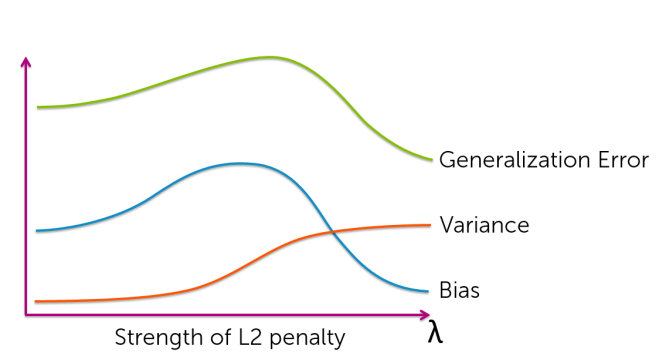 Generalization Error
Variance
Bias
Strength of L2 penalty
λ